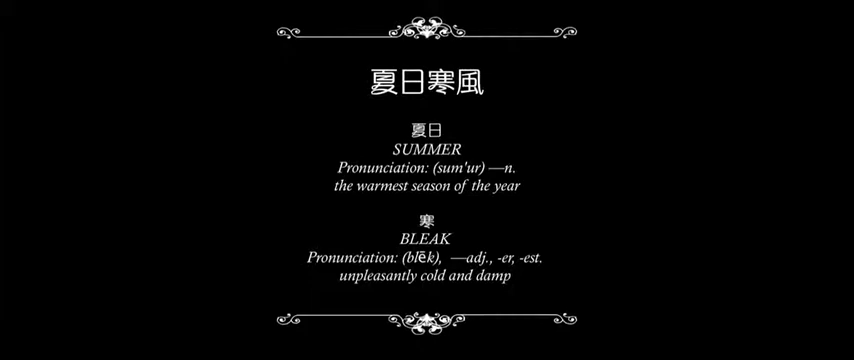 夏日寒風
夏日
SUMMER
Pronunciation: (sum'ur) —n.
the warmest season of the year
寒
BLEAK
Pronunciation: (blēk), —adj., -er, -est.
unpleasantly cold and damp